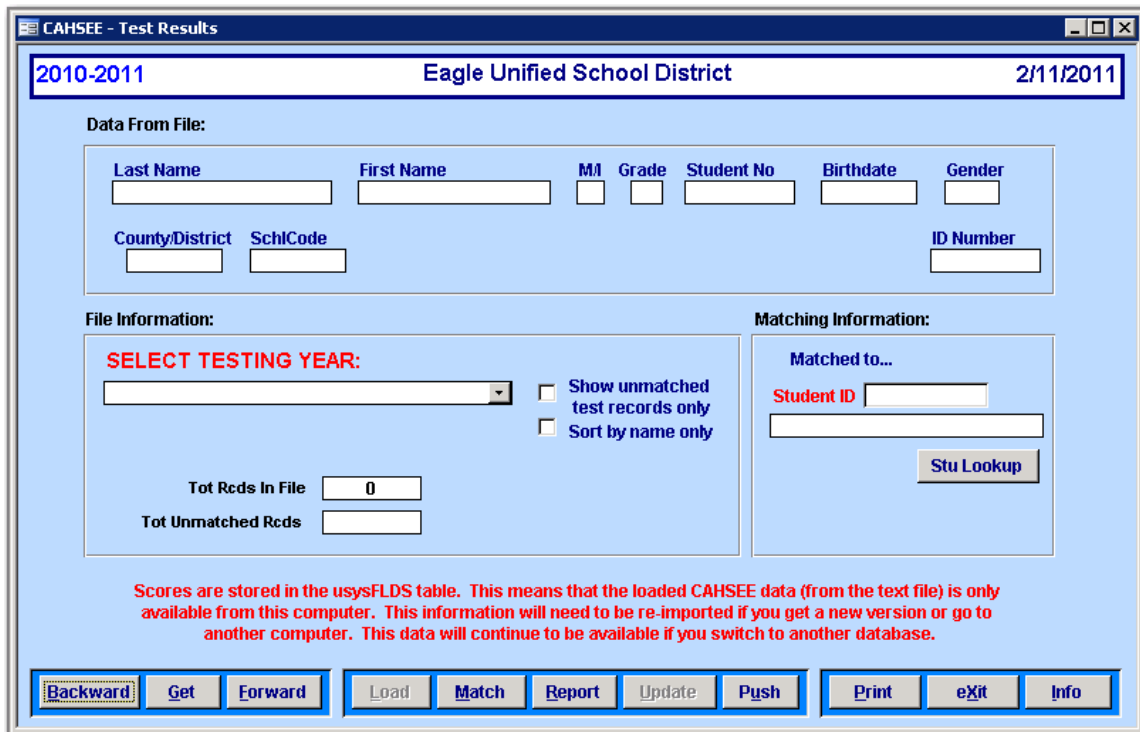 CAHSEE - Test Results
2010-2011 Eagle Unified School District 2/11/2011
Data From File:
Last Name First Name M/I Grade Student No Birthdate Gender
County/District SchlCode ID Number
File Information: Matching Information:
SELECT TESTING YEAR: Matched to...
Show unmatched
test records only
Student ID
Sort by name only
Stu Lookup
Tot Rcds In File 0
Tot Unmatched Rcds
Scores are stored in the usysFLDS table. This means that the loaded CAHSEE data (from the text file) is only
available from this computer. This information will need to be re-imported if you get a new version or go to
another computer. This data will continue to be available if you switch to another database.
Backward Get Forward Load Match Report Update Push Print eXit Info